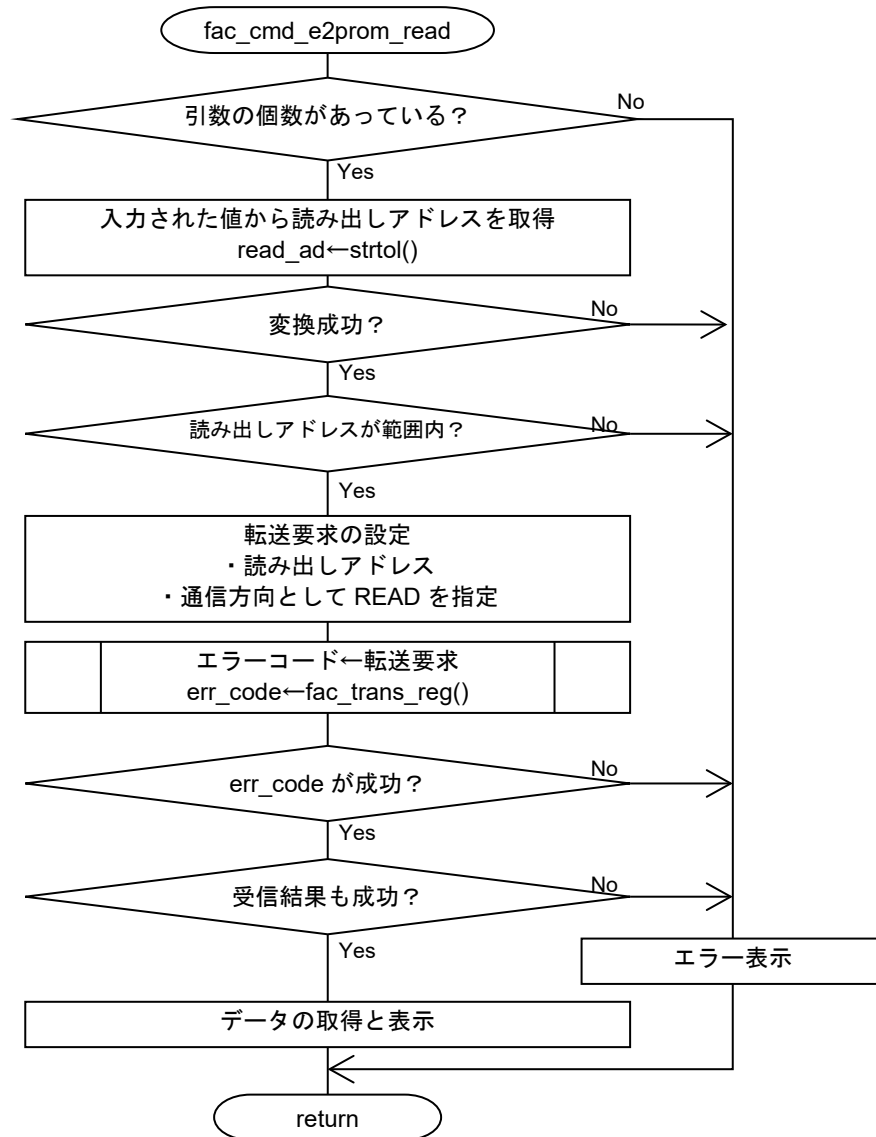 fac_cmd_e2prom_read
引数の個数があっている？
No
Yes
入力された値から読み出しアドレスを取得
read_ad←strtol()
変換成功？
No
Yes
読み出しアドレスが範囲内？
No
Yes
転送要求の設定
・読み出しアドレス
・通信方向として READ を指定
エラーコード←転送要求
err_code←fac_trans_reg()
err_code が成功？
No
Yes
受信結果も成功？
No
Yes
エラー表示
データの取得と表示
return